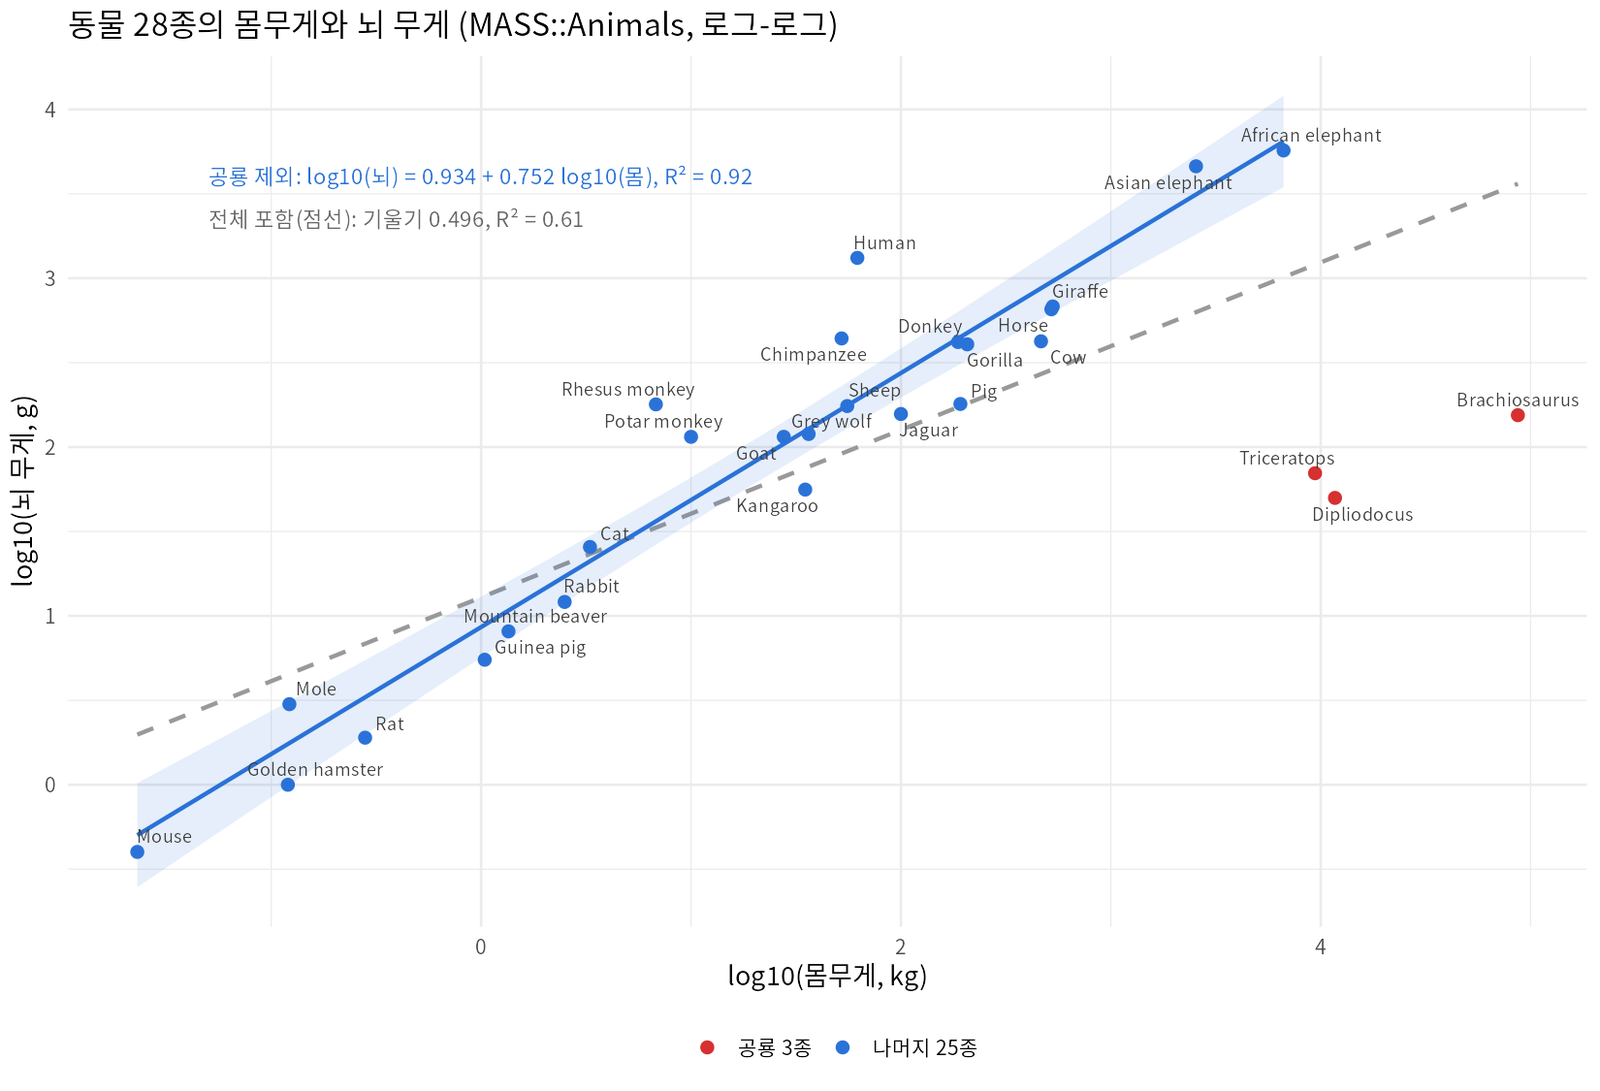 동물 28종의 몸무게와 뇌 무게 (MASS::Animals, 로그-로그)
4
African elephant
공룡 제외: log10(뇌) = 0.934 + 0.752 log10(몸), R² = 0.92
Asian elephant
전체 포함(점선): 기울기 0.496, R² = 0.61
Human
3
Giraffe
Donkey
Horse
Chimpanzee
Gorilla
Cow
Rhesus monkey
Sheep
Pig
Brachiosaurus
Potar monkey
Grey wolf
Jaguar
2
Goat
Triceratops
Kangaroo
Dipliodocus
Cat
Rabbit
1
Mountain beaver
Guinea pig
Mole
Rat
Golden hamster
0
Mouse
log10(뇌 무게, g)
0
2
4
log10(몸무게, kg)
공룡 3종
나머지 25종